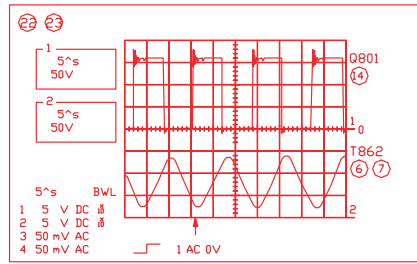 22 23
1
5^s
50V
2
5^s
50V
Q801
14
1
0
T862
6 7
2
5^s BWL
1 5 V DC
2 5 V DC
3 50 mV AC
4 50 mV AC
1 AC 0V